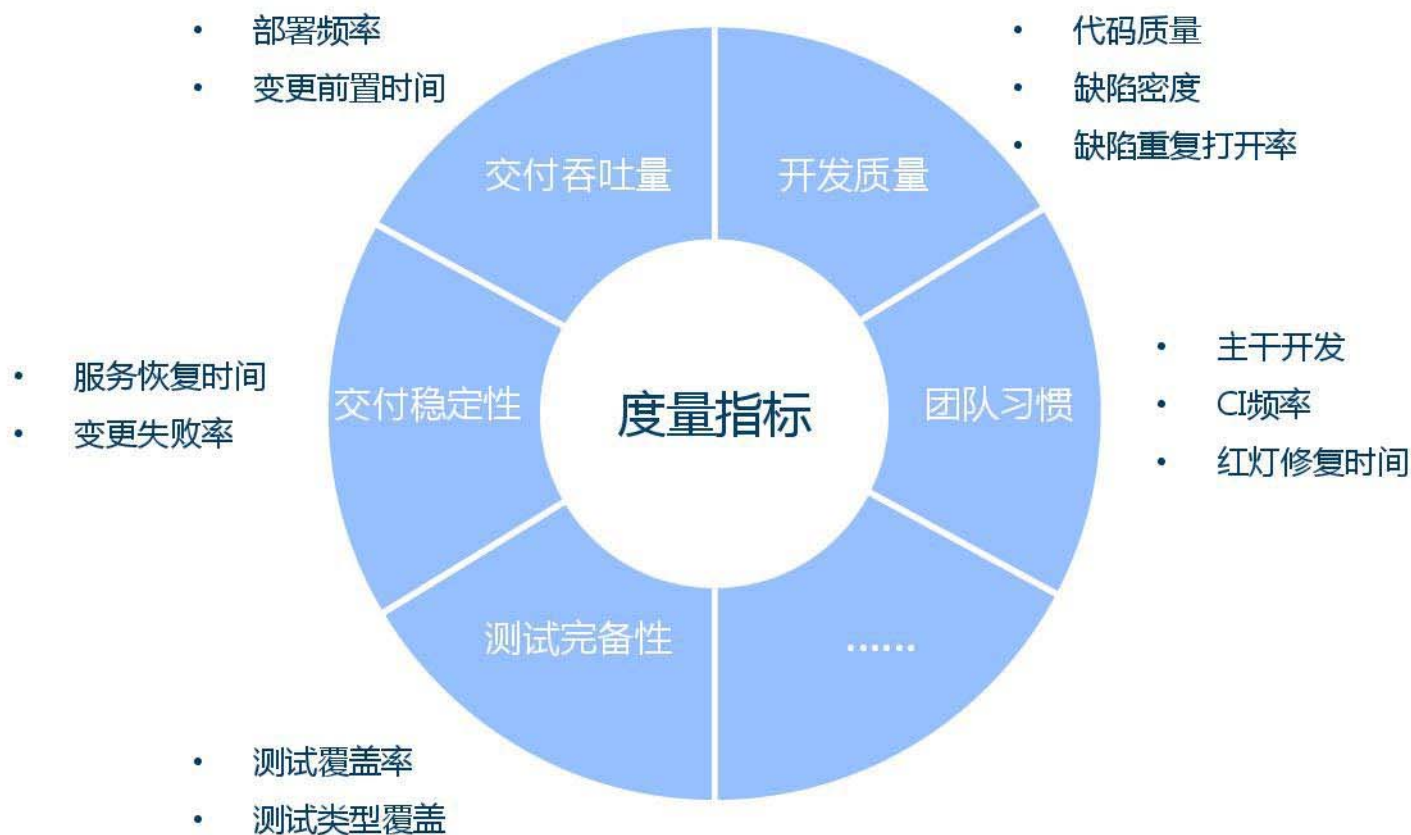 • 部署频率
• 变更前置时间
• 代码质量
• 缺陷密度
• 缺陷重复打开率
交付吞吐量
开发质量
• 服务恢复时间
• 变更失败率
交付稳定性
度量指标
团队习惯
• 主干开发
• CI频率
• 红灯修复时间
测试完备性
......
• 测试覆盖率
• 测试类型覆盖